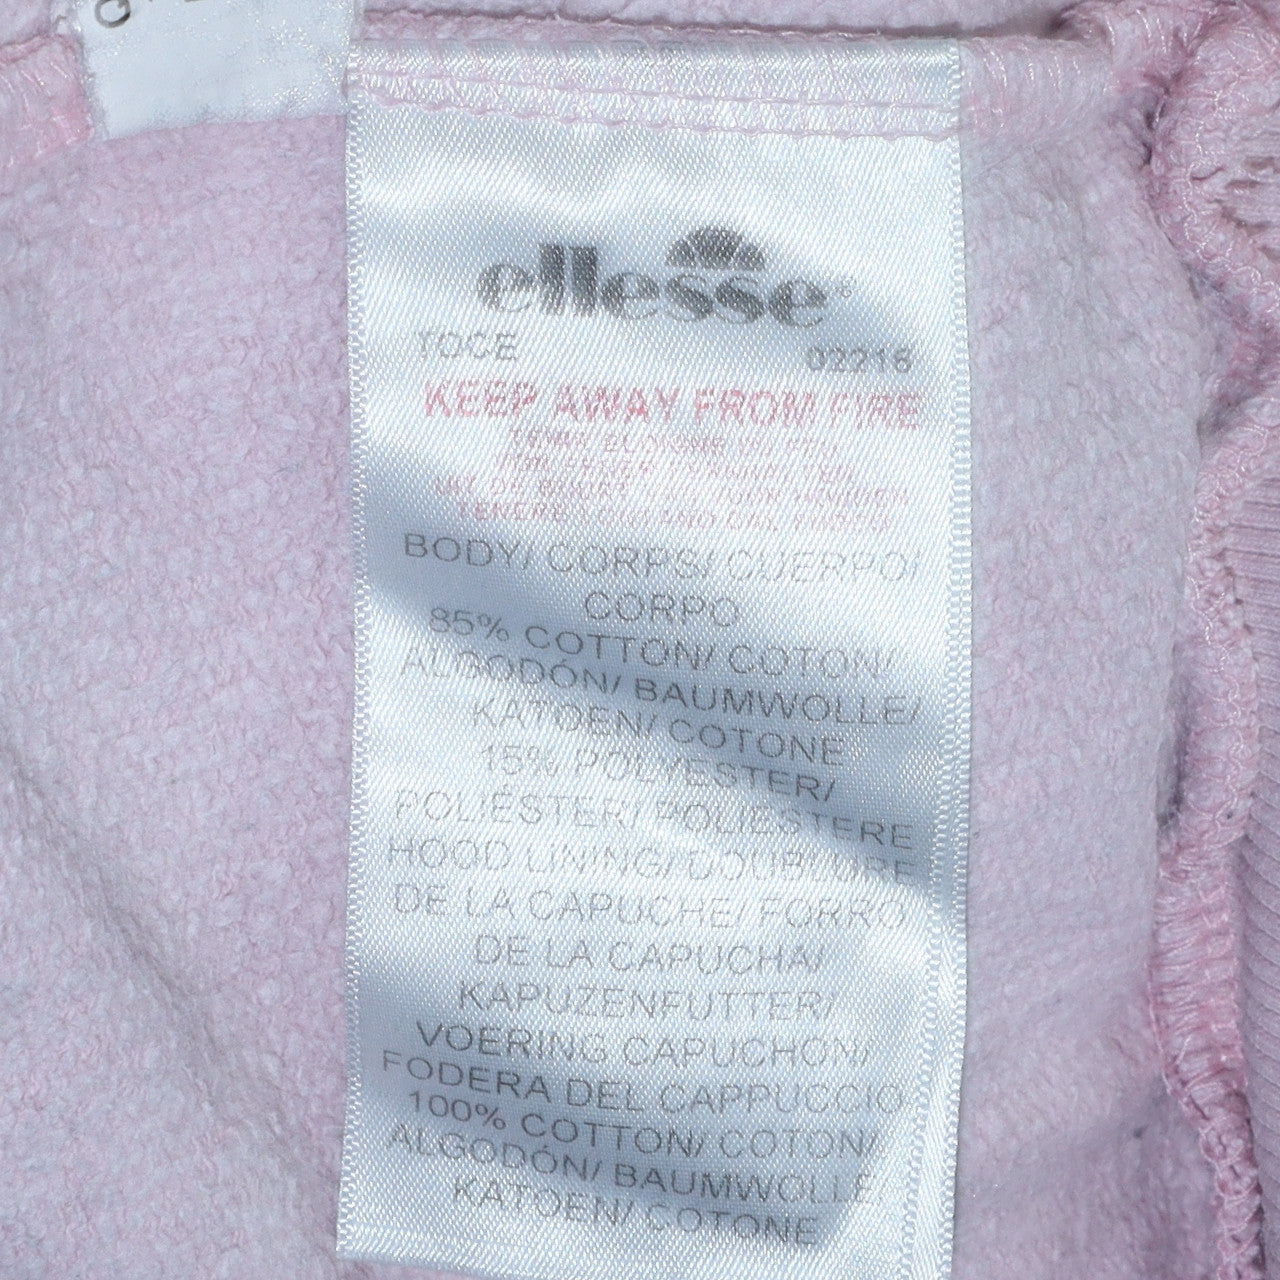 ellesse®
TOCE 02216
KEEP AWAY FROM FIRE
BODY/ CORPS/ CUERPO/
CORPO
85% COTTON/ COTON/
ALGODÓN/ BAUMWOLLE/
KATOEN/ COTONE
15% POLYESTER/
POLIÉSTER/ POLIESTERE
HOOD LINING/ DOUBLURE
DE LA CAPUCHE/ FORRO
DE LA CAPUCHA/
KAPUZENFUTTER/
VOERING CAPUCHON/
FODERA DEL CAPPUCCIO
100% COTTON/ COTON/
ALGODÓN/ BAUMWOLLE/
KATOEN/ COTONE